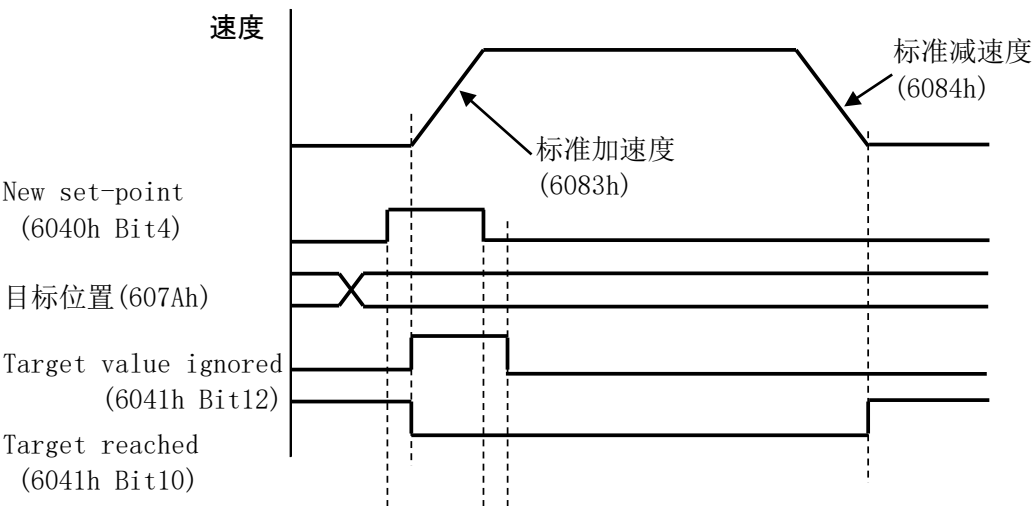 速度
标准减速度
(6084h)
标准加速度
(6083h)
New set-point
(6040h Bit4)
目标位置(607Ah)
Target value ignored
(6041h Bit12)
Target reached
(6041h Bit10)